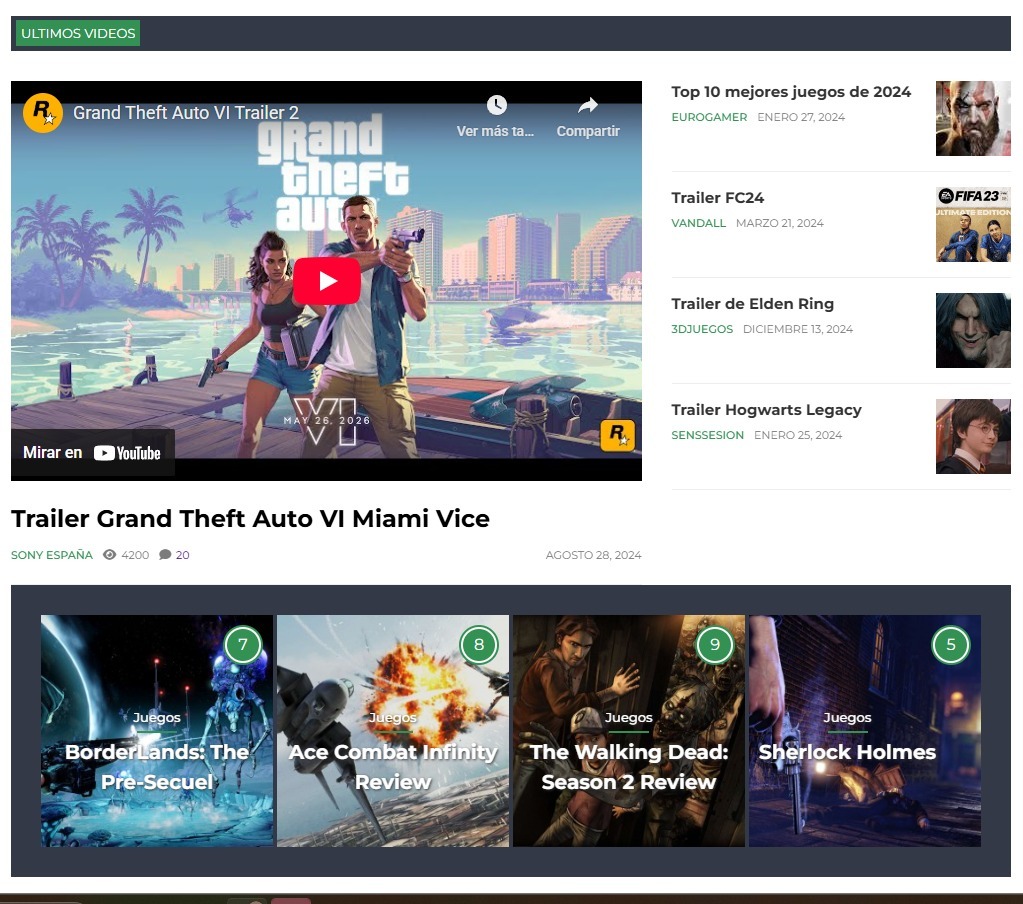 ULTIMOS VIDEOS
Grand Theft Auto VI Trailer 2
Ver más ta...
Compartir
grand
theft
auto
VI
MAY 26, 2026
R
Mirar en YouTube
Trailer Grand Theft Auto VI Miami Vice
SONY ESPAÑA 4200 20 AGOSTO 28, 2024
Top 10 mejores juegos de 2024
EUROGAMER ENERO 27, 2024
Trailer FC24
VANDALL MARZO 21, 2024
EA SPORTS FIFA 23
ULTIMATE EDITION
Trailer de Elden Ring
3DJUEGOS DICIEMBRE 13, 2024
Trailer Hogwarts Legacy
SENSSESION ENERO 25, 2024
7
Juegos
BorderLands: The
Pre-Secuel
8
Juegos
Ace Combat Infinity
Review
9
Juegos
The Walking Dead:
Season 2 Review
5
Juegos
Sherlock Holmes